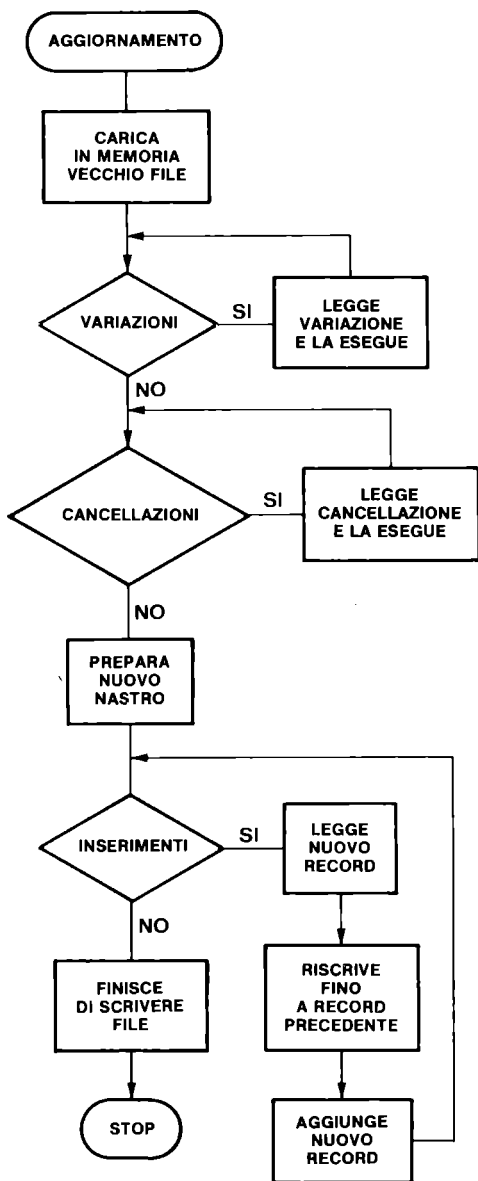 AGGIORNAMENTO
CARICA
IN MEMORIA
VECCHIO FILE
VARIAZIONI
SI
LEGGE
VARIAZIONE
E LA ESEGUE
NO
CANCELLAZIONI
SI
LEGGE
CANCELLAZIONE
E LA ESEGUE
NO
PREPARA
NUOVO
NASTRO
INSERIMENTI
SI
LEGGE
NUOVO
RECORD
NO
RISCRIVE
FINO
A RECORD
PRECEDENTE
FINISCE
DI SCRIVERE
FILE
AGGIUNGE
NUOVO
RECORD
STOP